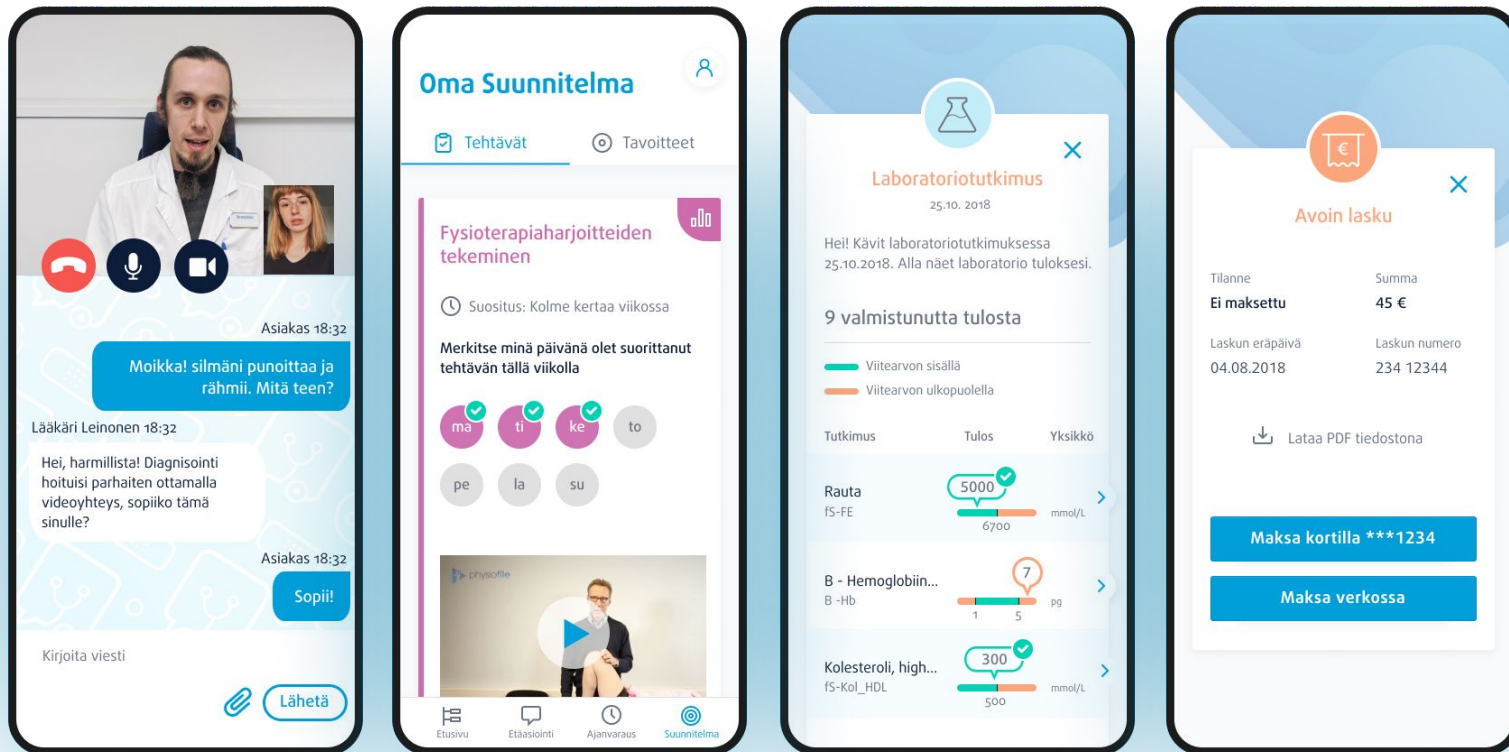 Asiakas 18:32
Moikka! silmäni punoittaa ja
rähmii. Mitä teen?
Lääkäri Leinonen 18:32
Hei, harmillista! Diagnisointi
hoituisi parhaiten ottamalla
videoyhteys, sopiiko tämä
sinulle?
Asiakas 18:32
Sopii!
Kirjoita viesti
Lähetä
Oma Suunnitelma
Tehtävät
Tavoitteet
Fysioterapiaharjoitteiden
tekeminen
Suositus: Kolme kertaa viikossa
Merkitse minä päivänä olet suorittanut
tehtävän tällä viikolla
ma ti ke to
pe la su
physiofile
Etusivu Etäasiointi Ajanvaraus Suunnitelma
Laboratoriotutkimus
25.10. 2018
Hei! Kävit laboratoriotutkimuksessa
25.10.2018. Alla näet laboratorio tuloksesi.
9 valmistunutta tulosta
Viitearvon sisällä
Viitearvon ulkopuolella
Tutkimus Tulos Yksikkö
5000
Rauta
fS-FE mmol/L
6700
7
B - Hemoglobiin...
B -Hb pg
1 5
300
Kolesteroli, high...
fS-Kol_HDL mmol/L
500
€
Avoin lasku
Tilanne Summa
Ei maksettu 45 €
Laskun eräpäivä Laskun numero
04.08.2018 234 12344
Lataa PDF tiedostona
Maksa kortilla ***1234
Maksa verkossa